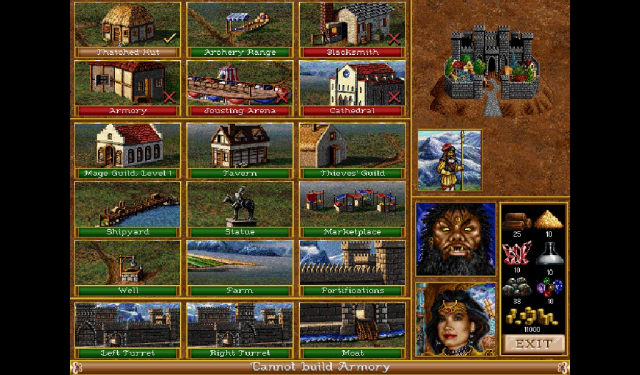 Thatched Hut
Archery Range
Blacksmith
Armory
Jousting Arena
Cathedral
Mage Guild, Level 1
Tavern
Thieves' Guild
Shipyard
Statue
Marketplace
Well
Farm
Fortifications
Left Turret
Right Turret
Moat
25
10
10
10
38
10
11000
EXIT
Cannot build Armory